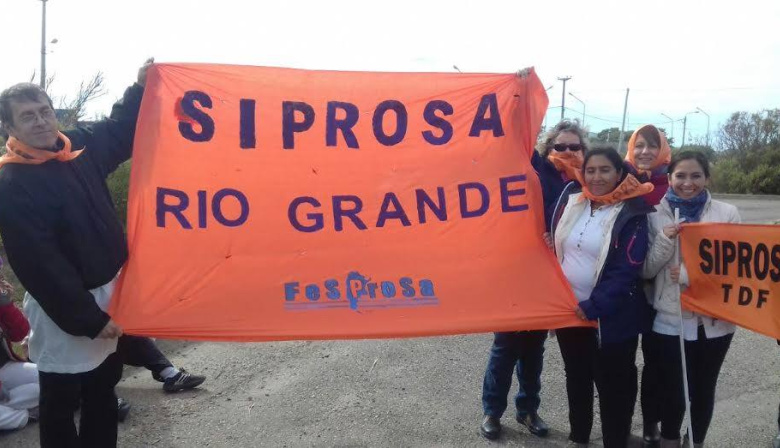 SIPROSA
RIO GRANDE
FeSProSa
SIPROS
TDF